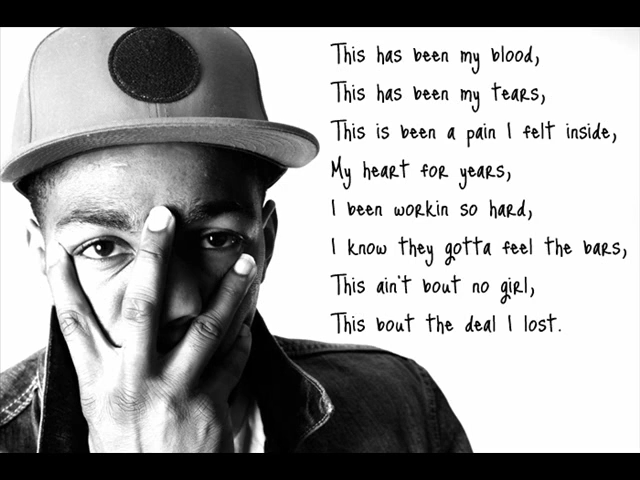 This has been my blood,
This has been my tears,
This is been a pain I felt inside,
My heart for years,
I been workin so hard,
I know they gotta feel the bars,
This ain't bout no girl,
This bout the deal I lost.